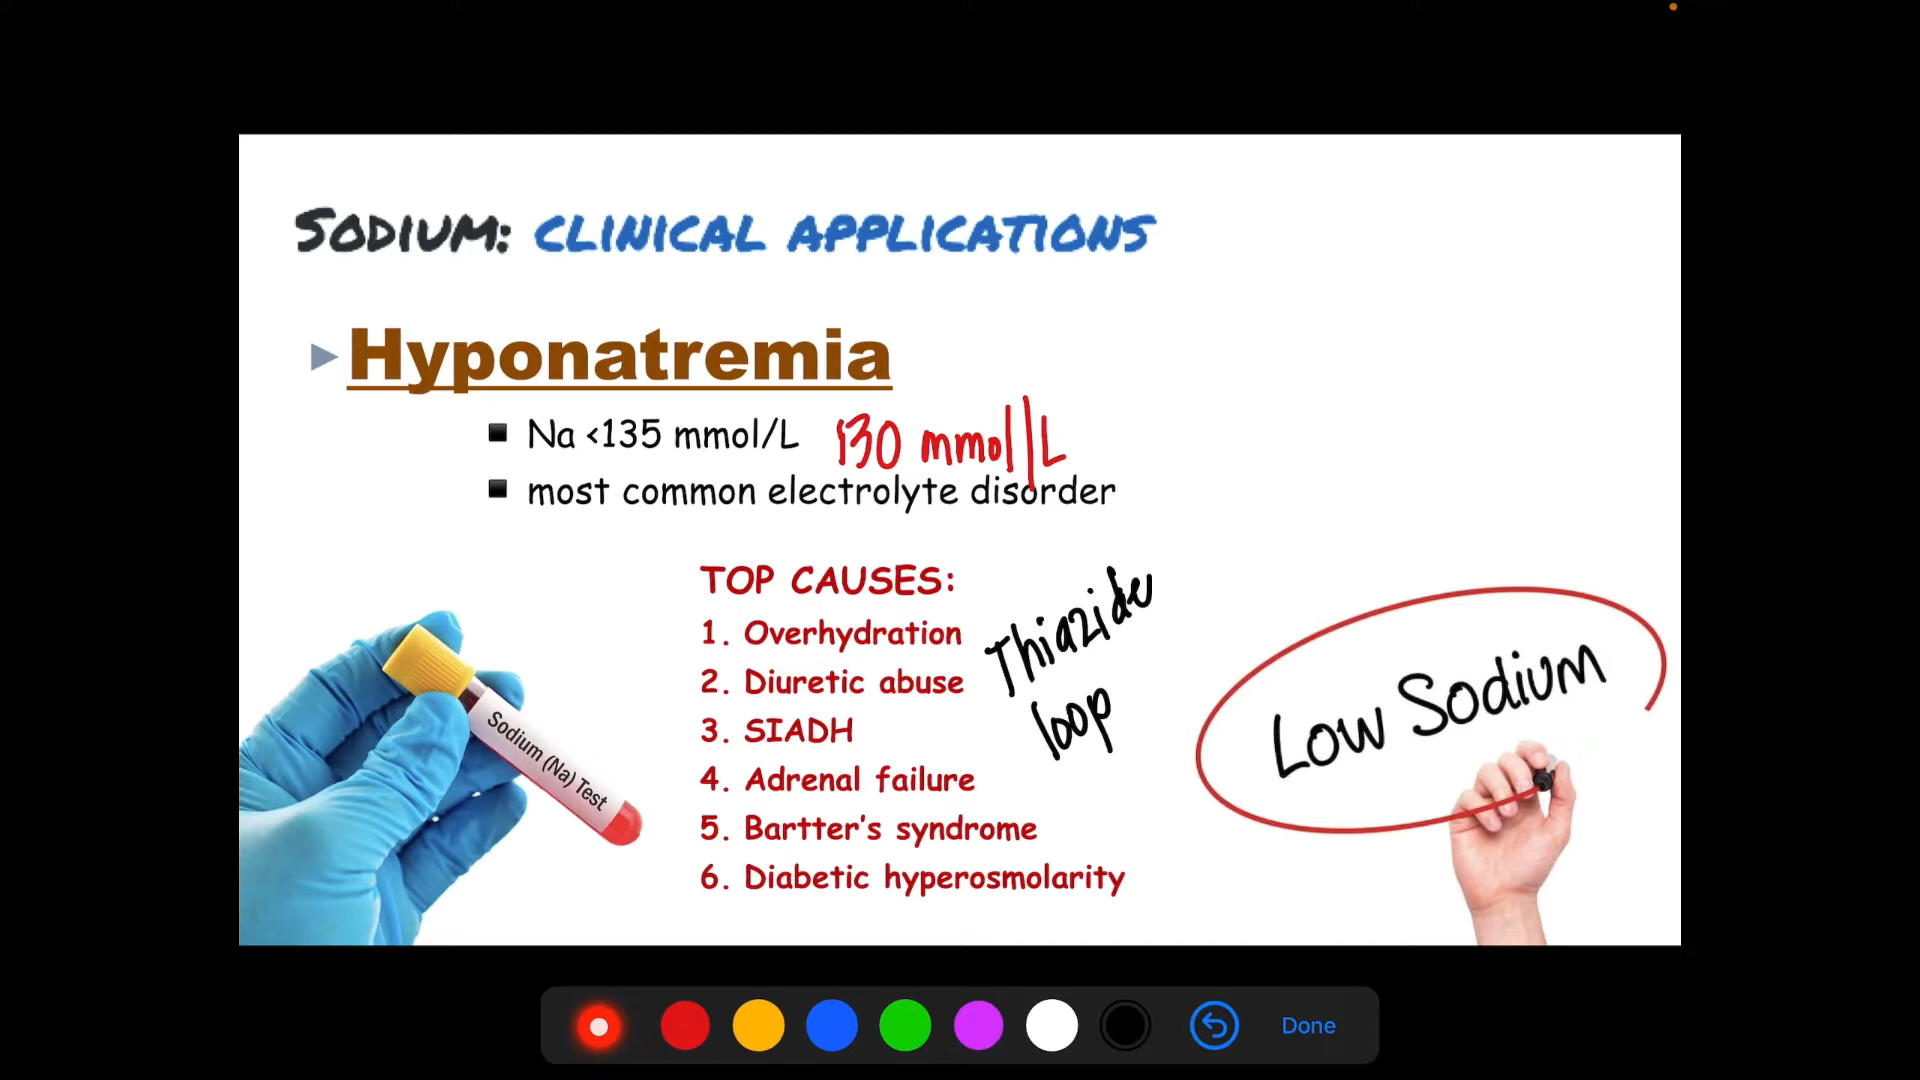 SODIUM: CLINICAL APPLICATIONS
▸ Hyponatremia
▪ Na <135 mmol/L 130 mmol/L
▪ most common electrolyte disorder
TOP CAUSES:
1. Overhydration
2. Diuretic abuse
3. SIADH
4. Adrenal failure
5. Bartter's syndrome
6. Diabetic hyperosmolarity
Thiazide
loop
Sodium (Na) Test
Low Sodium
Done